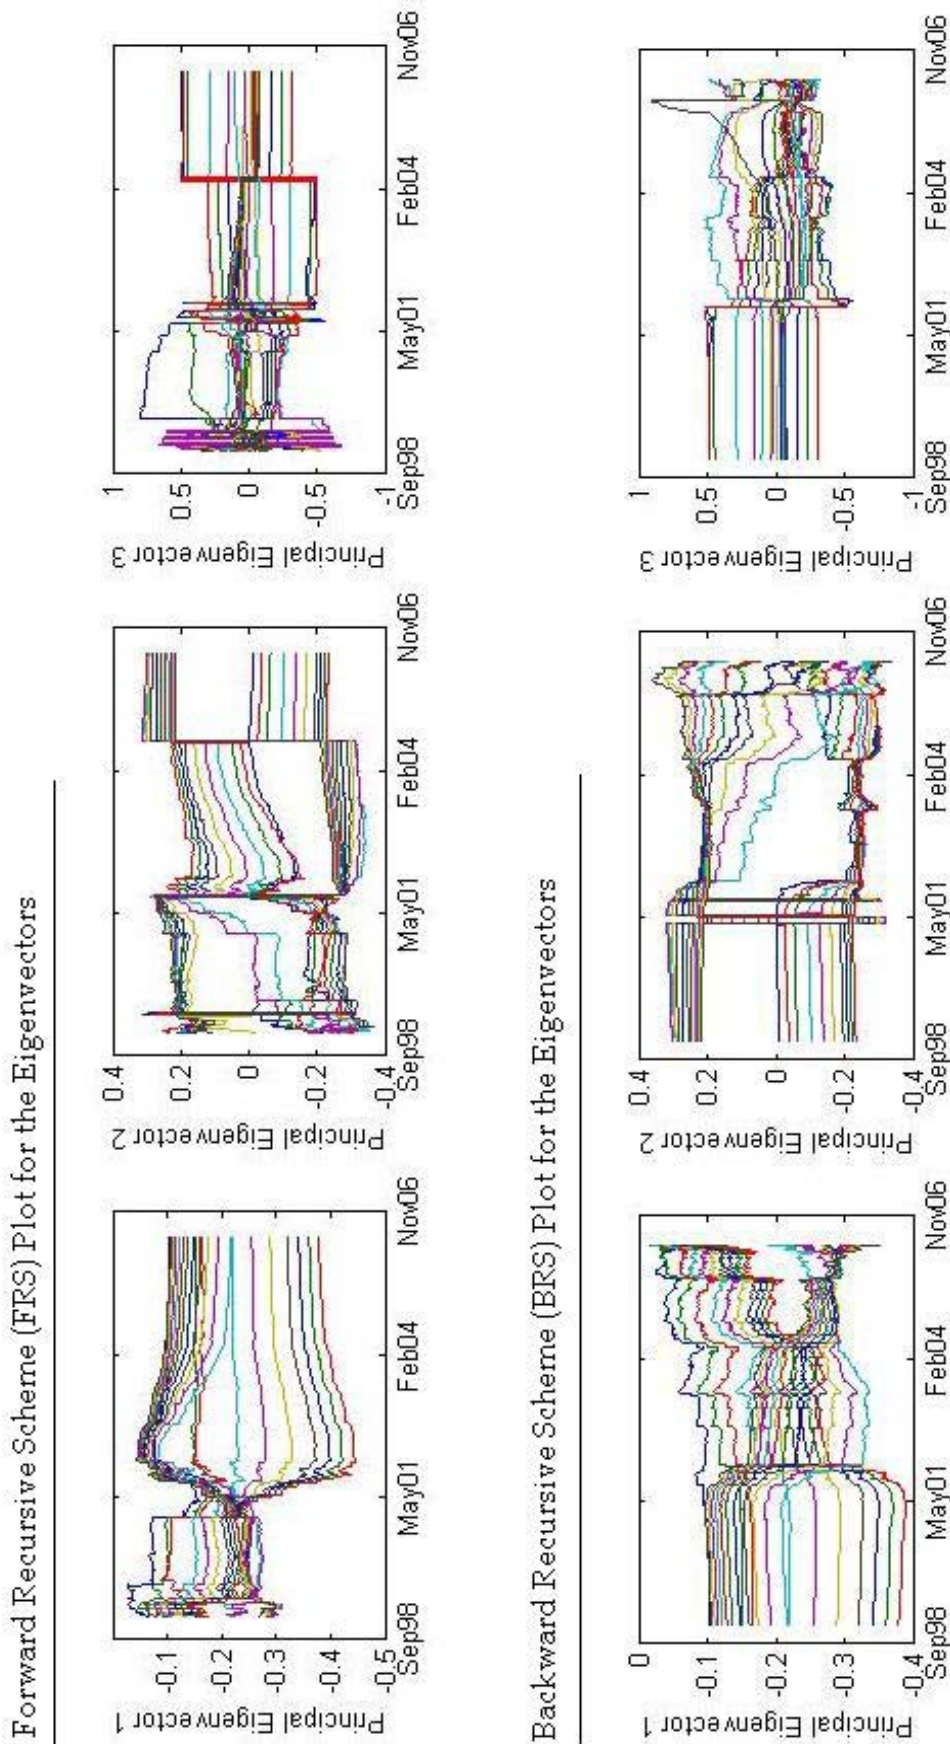 Forward Recursive Scheme (FRS) Plot for the Eigenvectors
Principal Eigenvector 1
-0.1
-0.2
-0.3
-0.4
-0.5
Sep98 May01 Feb04 Nov06
Principal Eigenvector 2
0.4
0.2
0
-0.2
-0.4
Sep98 May01 Feb04 Nov06
Principal Eigenvector 3
1
0.5
0
-0.5
-1
Sep98 May01 Feb04 Nov06
Backward Recursive Scheme (BRS) Plot for the Eigenvectors
Principal Eigenvector 1
0
-0.1
-0.2
-0.3
-0.4
Sep98 May01 Feb04 Nov06
Principal Eigenvector 2
0.4
0.2
0
-0.2
-0.4
Sep98 May01 Feb04 Nov06
Principal Eigenvector 3
1
0.5
0
-0.5
-1
Sep98 May01 Feb04 Nov06